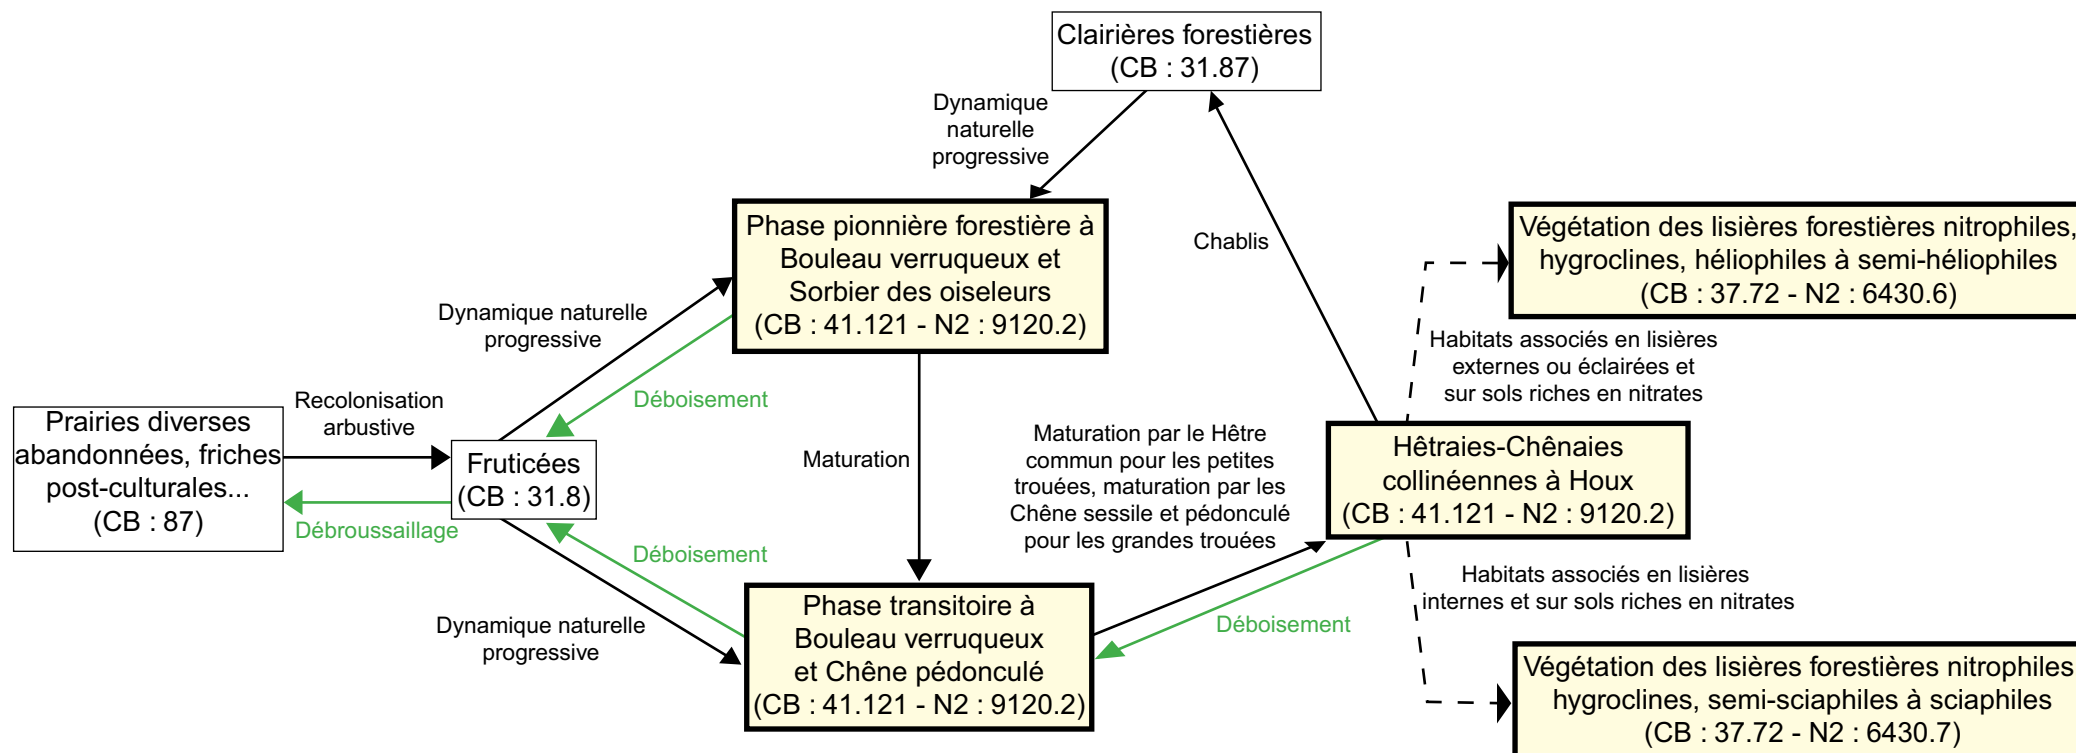 Clairières forestières
(CB : 31.87)
Dynamique
naturelle
progressive
Phase pionnière forestière à
Bouleau verruqueux et
Sorbier des oiseleurs
(CB : 41.121 - N2 : 9120.2)
Chablis
Végétation des lisières forestières nitrophiles,
hygroclines, héliophiles à semi-héliophiles
(CB : 37.72 - N2 : 6430.6)
Dynamique naturelle
progressive
Habitats associés en lisières
externes ou éclairées et
sur sols riches en nitrates
Déboisement
Recolonisation
arbustive
Prairies diverses
abandonnées, friches
post-culturales...
(CB : 87)
Fruticées
(CB : 31.8)
Débroussaillage
Maturation
Maturation par le Hêtre
commun pour les petites
trouées, maturation par les
Chêne sessile et pédonculé
pour les grandes trouées
Hêtraies-Chênaies
collinéennes à Houx
(CB : 41.121 - N2 : 9120.2)
Déboisement
Dynamique naturelle
progressive
Phase transitoire à
Bouleau verruqueux
et Chêne pédonculé
(CB : 41.121 - N2 : 9120.2)
Déboisement
Habitats associés en lisières
internes et sur sols riches en nitrates
Végétation des lisières forestières nitrophiles
hygroclines, semi-sciaphiles à sciaphiles
(CB : 37.72 - N2 : 6430.7)